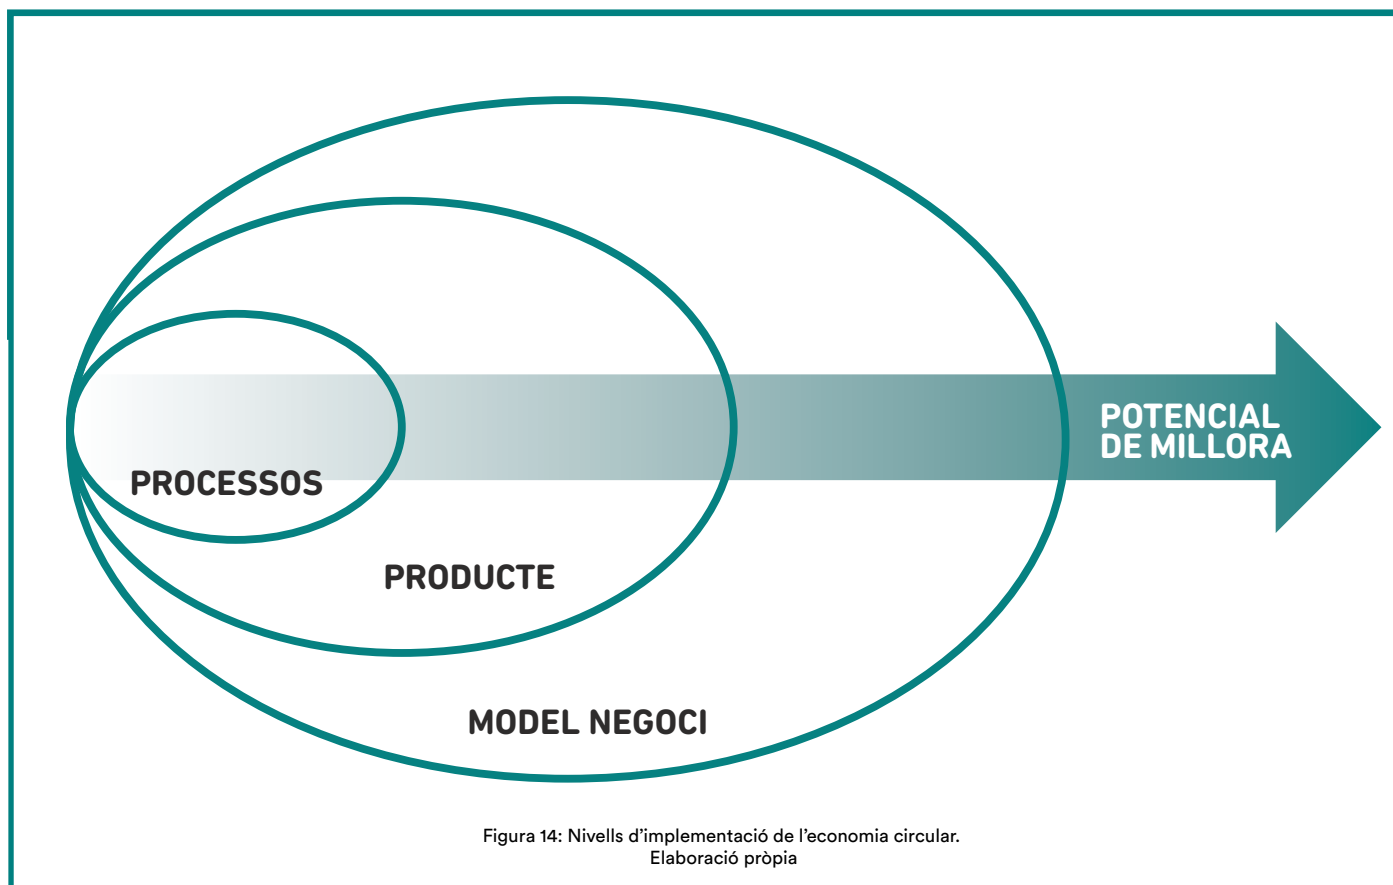 POTENCIAL
DE MILLORA
PROCESSOS
PRODUCTE
MODEL NEGOCI
Figura 14: Nivells d’implementació de l’economia circular.
Elaboració pròpia